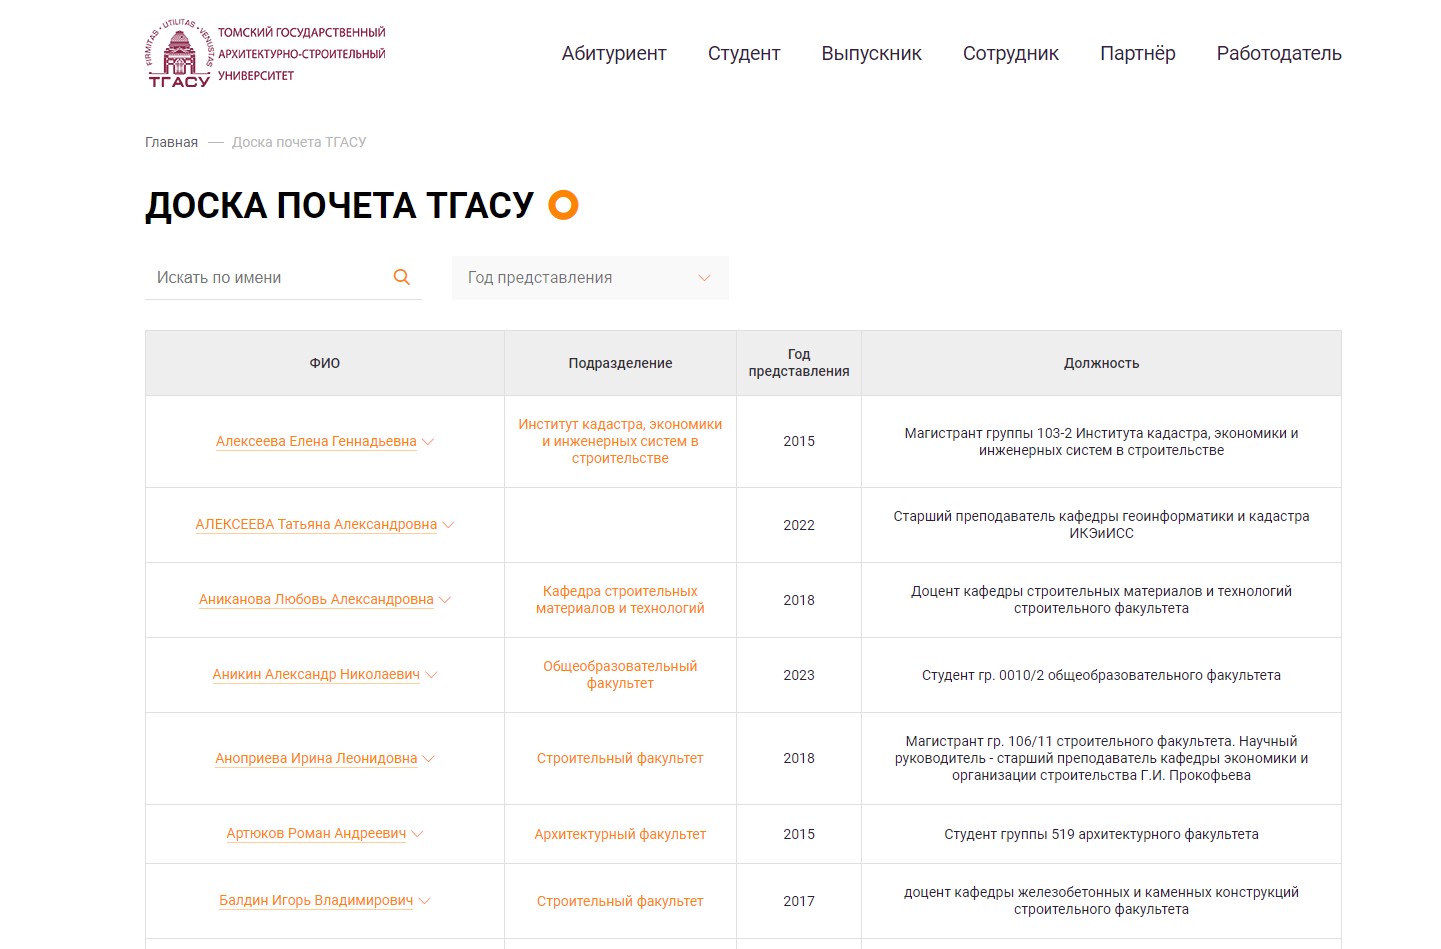 FIRMITAS • UTILITAS • VENUSTAS
ТГАСУ
ТОМСКИЙ ГОСУДАРСТВЕННЫЙ
АРХИТЕКТУРНО-СТРОИТЕЛЬНЫЙ
УНИВЕРСИТЕТ
Абитуриент Студент Выпускник Сотрудник Партнёр Работодатель
Главная — Доска почета ТГАСУ
ДОСКА ПОЧЕТА ТГАСУ
Искать по имени Год представления
ФИО Подразделение Год представления Должность
Алексеева Елена Геннадьевна
Институт кадастра, экономики
и инженерных систем в
строительстве
2015
Магистрант группы 103-2 Института кадастра, экономики и
инженерных систем в строительстве
АЛЕКСЕЕВА Татьяна Александровна
2022
Старший преподаватель кафедры геоинформатики и кадастра
ИКЭиИСС
Аниканова Любовь Александровна
Кафедра строительных
материалов и технологий
2018
Доцент кафедры строительных материалов и технологий
строительного факультета
Аникин Александр Николаевич
Общеобразовательный
факультет
2023
Студент гр. 0010/2 общеобразовательного факультета
Аноприева Ирина Леонидовна
Строительный факультет
2018
Магистрант гр. 106/11 строительного факультета. Научный
руководитель - старший преподаватель кафедры экономики и
организации строительства Г.И. Прокофьева
Артюков Роман Андреевич
Архитектурный факультет
2015
Студент группы 519 архитектурного факультета
Балдин Игорь Владимирович
Строительный факультет
2017
доцент кафедры железобетонных и каменных конструкций
строительного факультета